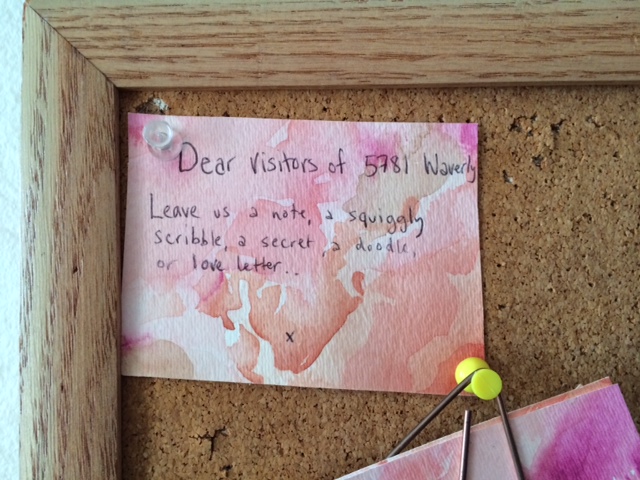 Dear Visitors of 5781 Waverly
Leave us a note, a squiggly
scribble, a secret, a doodle,
or love letter..
x